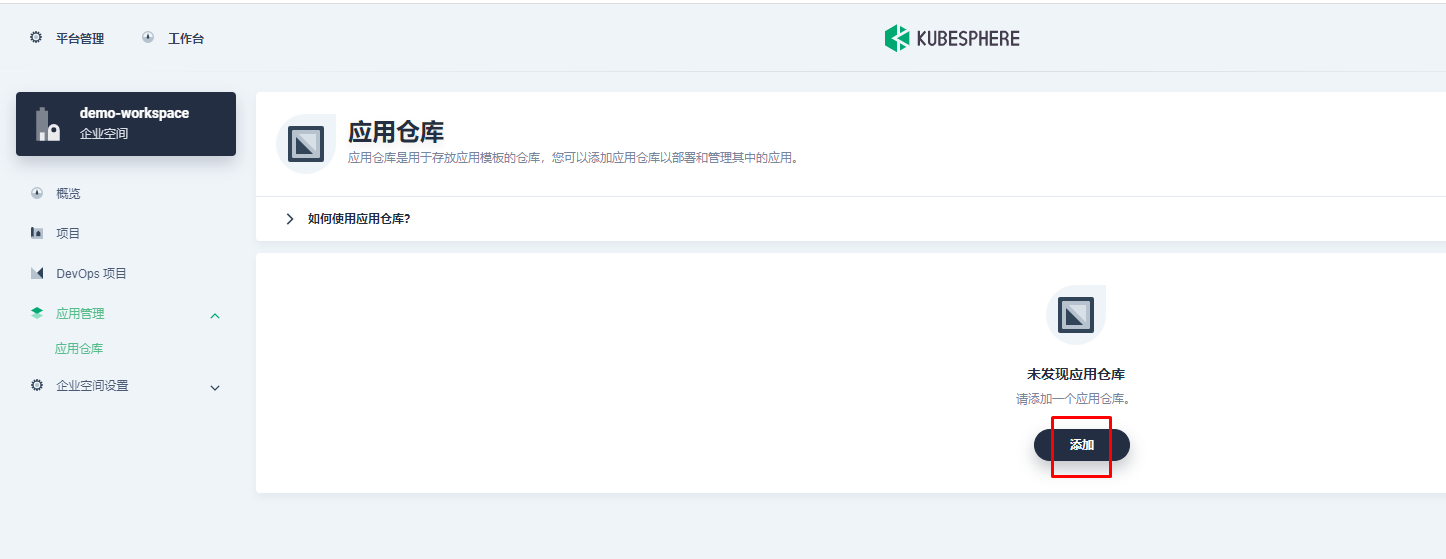 平台管理
工作台
KUBESPHERE
demo-workspace
企业空间
概览
项目
DevOps 项目
应用管理
应用仓库
企业空间设置
应用仓库
应用仓库是用于存放应用模板的仓库，您可以添加应用仓库以部署和管理其中的应用。
如何使用应用仓库?
未发现应用仓库
请添加一个应用仓库。
添加